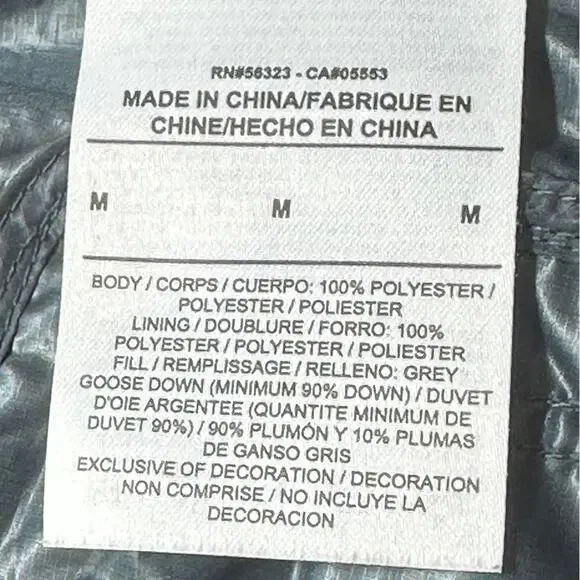 RN#56323 - CA#05553
MADE IN CHINA/FABRIQUE EN
CHINE/HECHO EN CHINA
M M M
BODY / CORPS / CUERPO: 100% POLYESTER /
POLYESTER / POLIESTER
LINING / DOUBLURE / FORRO: 100%
POLYESTER / POLYESTER / POLIESTER
FILL / REMPLISSAGE / RELLENO: GREY
GOOSE DOWN (MINIMUM 90% DOWN) / DUVET
D'OIE ARGENTEE (QUANTITE MINIMUM DE
DUVET 90%) / 90% PLUMÓN Y 10% PLUMAS
DE GANSO GRIS
EXCLUSIVE OF DECORATION / DECORATION
NON COMPRISE / NO INCLUYE LA
DECORACION